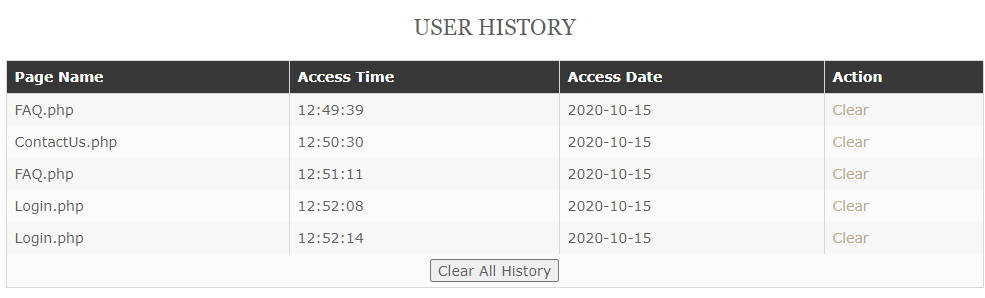 USER HISTORY
Page Name Access Time Access Date Action
FAQ.php 12:49:39 2020-10-15 Clear
ContactUs.php 12:50:30 2020-10-15 Clear
FAQ.php 12:51:11 2020-10-15 Clear
Login.php 12:52:08 2020-10-15 Clear
Login.php 12:52:14 2020-10-15 Clear
Clear All History